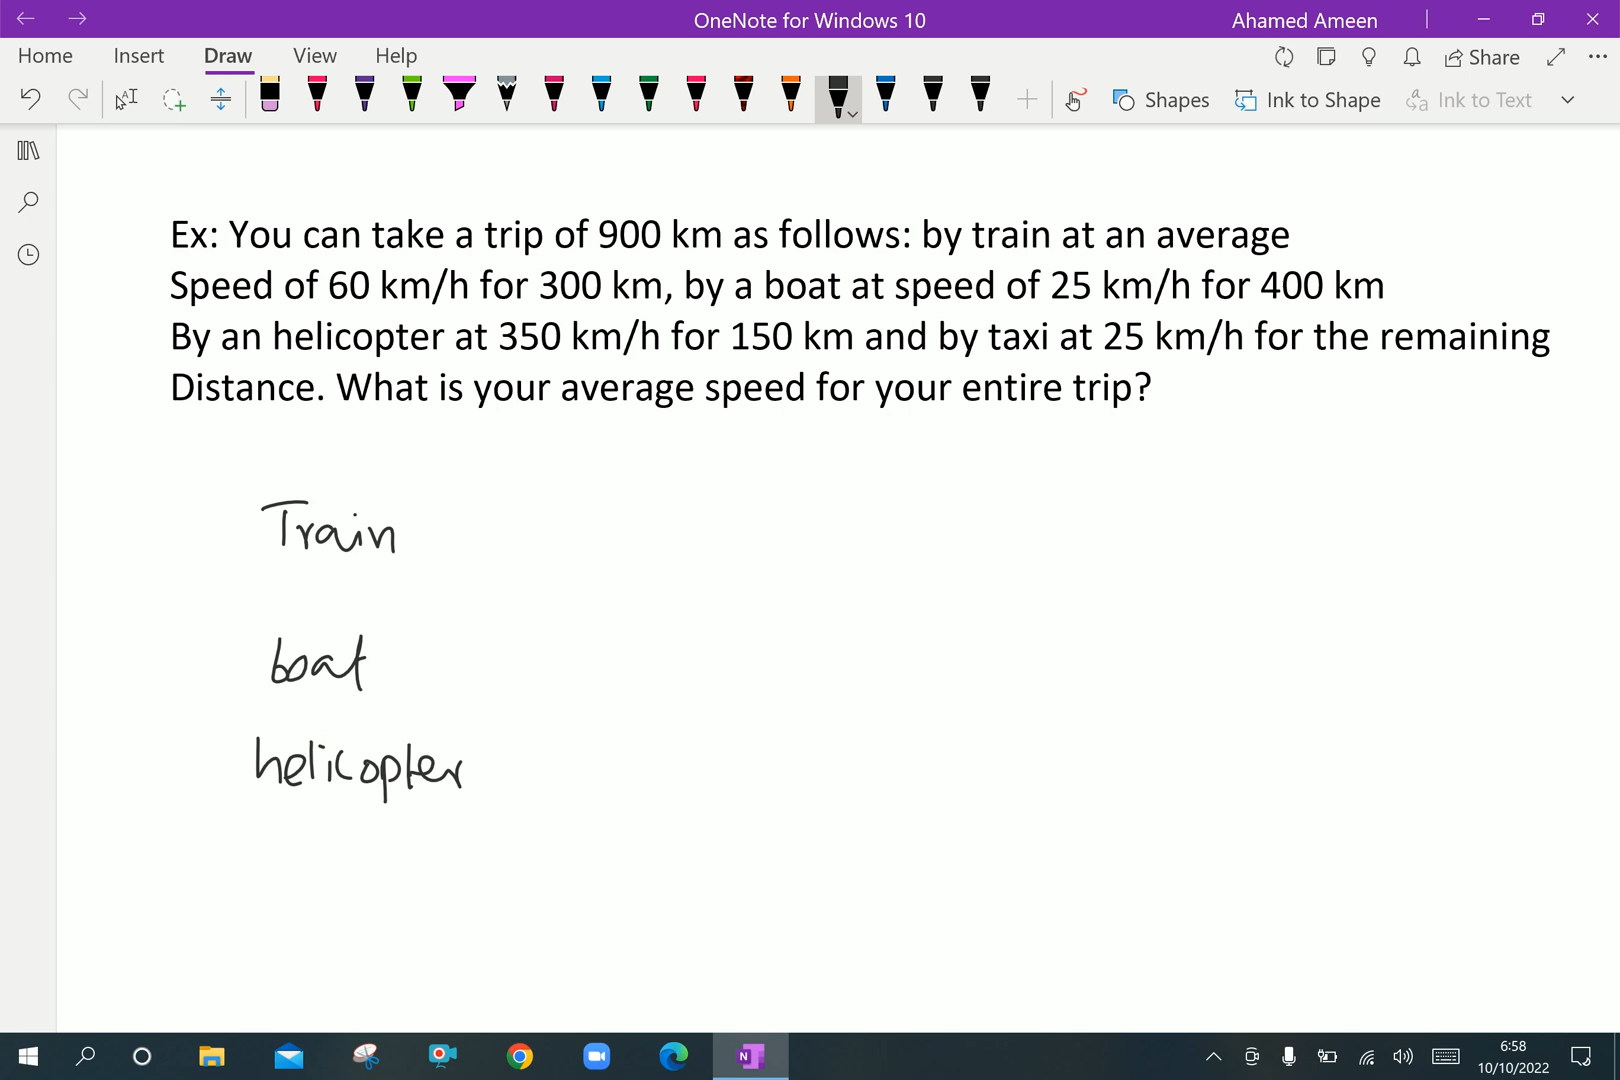 OneNote for Windows 10
Ahamed Ameen
Home Insert Draw View Help
Share
Shapes Ink to Shape Ink to Text
Ex: You can take a trip of 900 km as follows: by train at an average
Speed of 60 km/h for 300 km, by a boat at speed of 25 km/h for 400 km
By an helicopter at 350 km/h for 150 km and by taxi at 25 km/h for the remaining
Distance. What is your average speed for your entire trip?
Train
boat
helicopter
6:58
10/10/2022